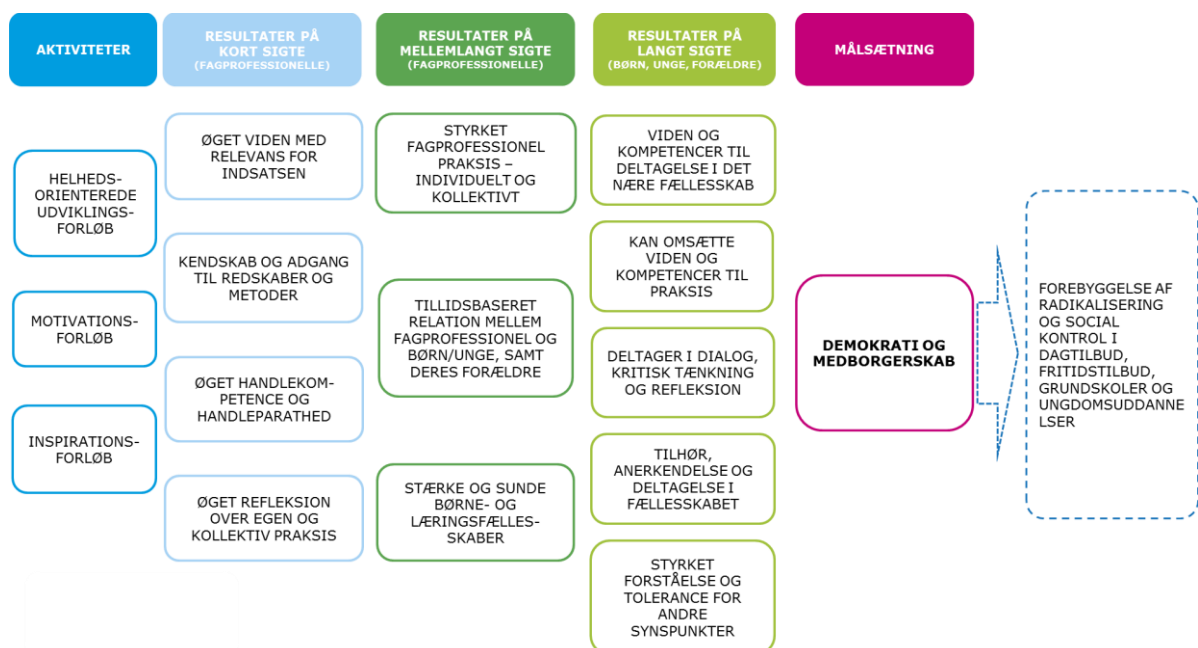 AKTIVITETER
RESULTATER PÅ
KORT SIGTE
(FAGPROFESSIONELLE)
RESULTATER PÅ
MELLEMLANGT SIGTE
(FAGPROFESSIONELLE)
RESULTATER PÅ
LANGT SIGTE
(BØRN, UNGE, FORÆLDRE)
MÅLSÆTNING
HELHEDS-
ORIENTEREDE
UDVIKLINGS-
FORLØB
MOTIVATIONS-
FORLØB
INSPIRATIONS-
FORLØB
ØGET VIDEN MED
RELEVANS FOR
INDSATSEN
KENDSKAB OG ADGANG
TIL REDSKABER OG
METODER
ØGET HANDLEKOM-
PETENCE OG
HANDLEPARATHED
ØGET REFLEKSION
OVER EGEN OG
KOLLEKTIV PRAKSIS
STYRKET
FAGPROFESSIONEL
PRAKSIS –
INDIVIDUELT OG
KOLLEKTIVT
TILLIDSBASERET
RELATION MELLEM
FAGPROFESSIONEL OG
BØRN/UNGE, SAMT
DERES FORÆLDRE
STÆRKE OG SUNDE
BØRNE- OG
LÆRINGSFÆLLES-
SKABER
VIDEN OG
KOMPETENCER TIL
DELTAGELSE I DET
NÆRE FÆLLESSKAB
KAN OMSÆTTE
VIDEN OG
KOMPETENCER TIL
PRAKSIS
DELTAGER I DIALOG,
KRITISK TÆNKNING
OG REFLEKSION
TILHØR,
ANERKENDELSE OG
DELTAGELSE I
FÆLLESSKABET
STYRKET
FORSTÅELSE OG
TOLERANCE FOR
ANDRE
SYNSPUNKTER
DEMOKRATI OG
MEDBORGERSKAB
FOREBYGGELSE AF
RADIKALISERING
OG SOCIAL
KONTROL I
DAGTILBUD,
FRITIDSTILBUD,
GRUNDSKOLER OG
UNGDOMSUDDANNE
LSER